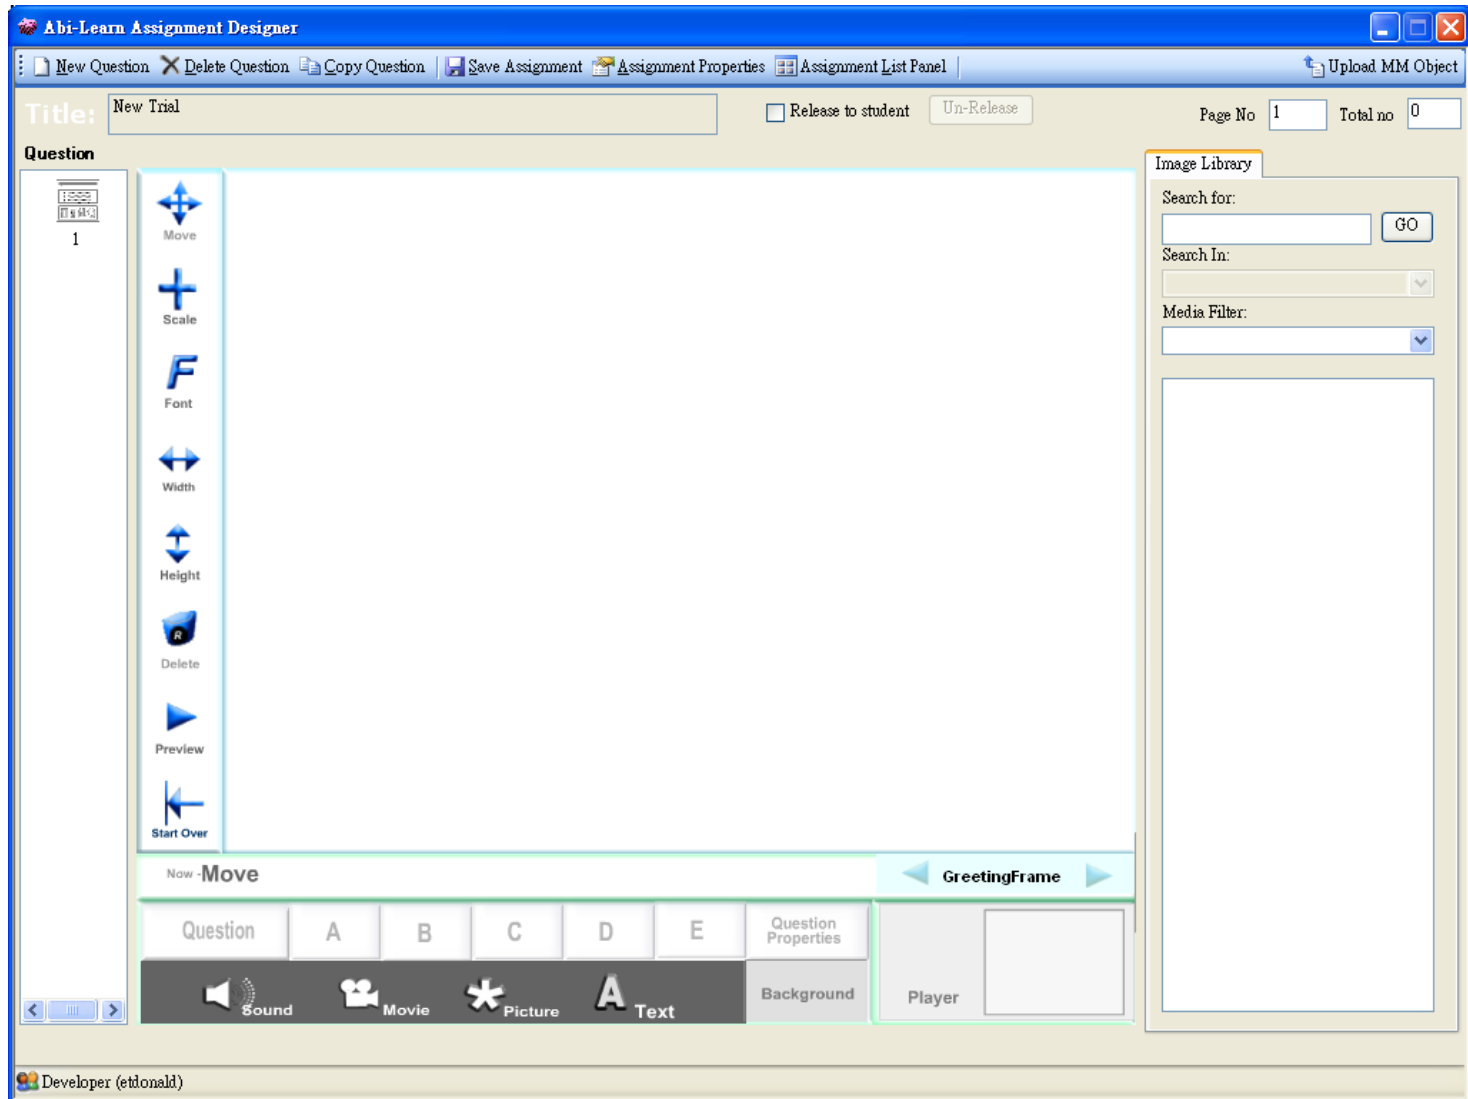 Abi-Learn Assignment Designer
New Question Delete Question Copy Question Save Assignment Assignment Properties Assignment List Panel Upload MM Object
Title: New Trial Release to student Un-Release Page No 1 Total no 0
Question
Image Library
Search for:
GO
Search In:
Media Filter:
1
Move
Scale
Font
Width
Height
R
Delete
Preview
Start Over
Now -Move
GreetingFrame
Question A B C D E Question Properties
Sound Movie Picture A Text Background
Player
Developer (etdonald)